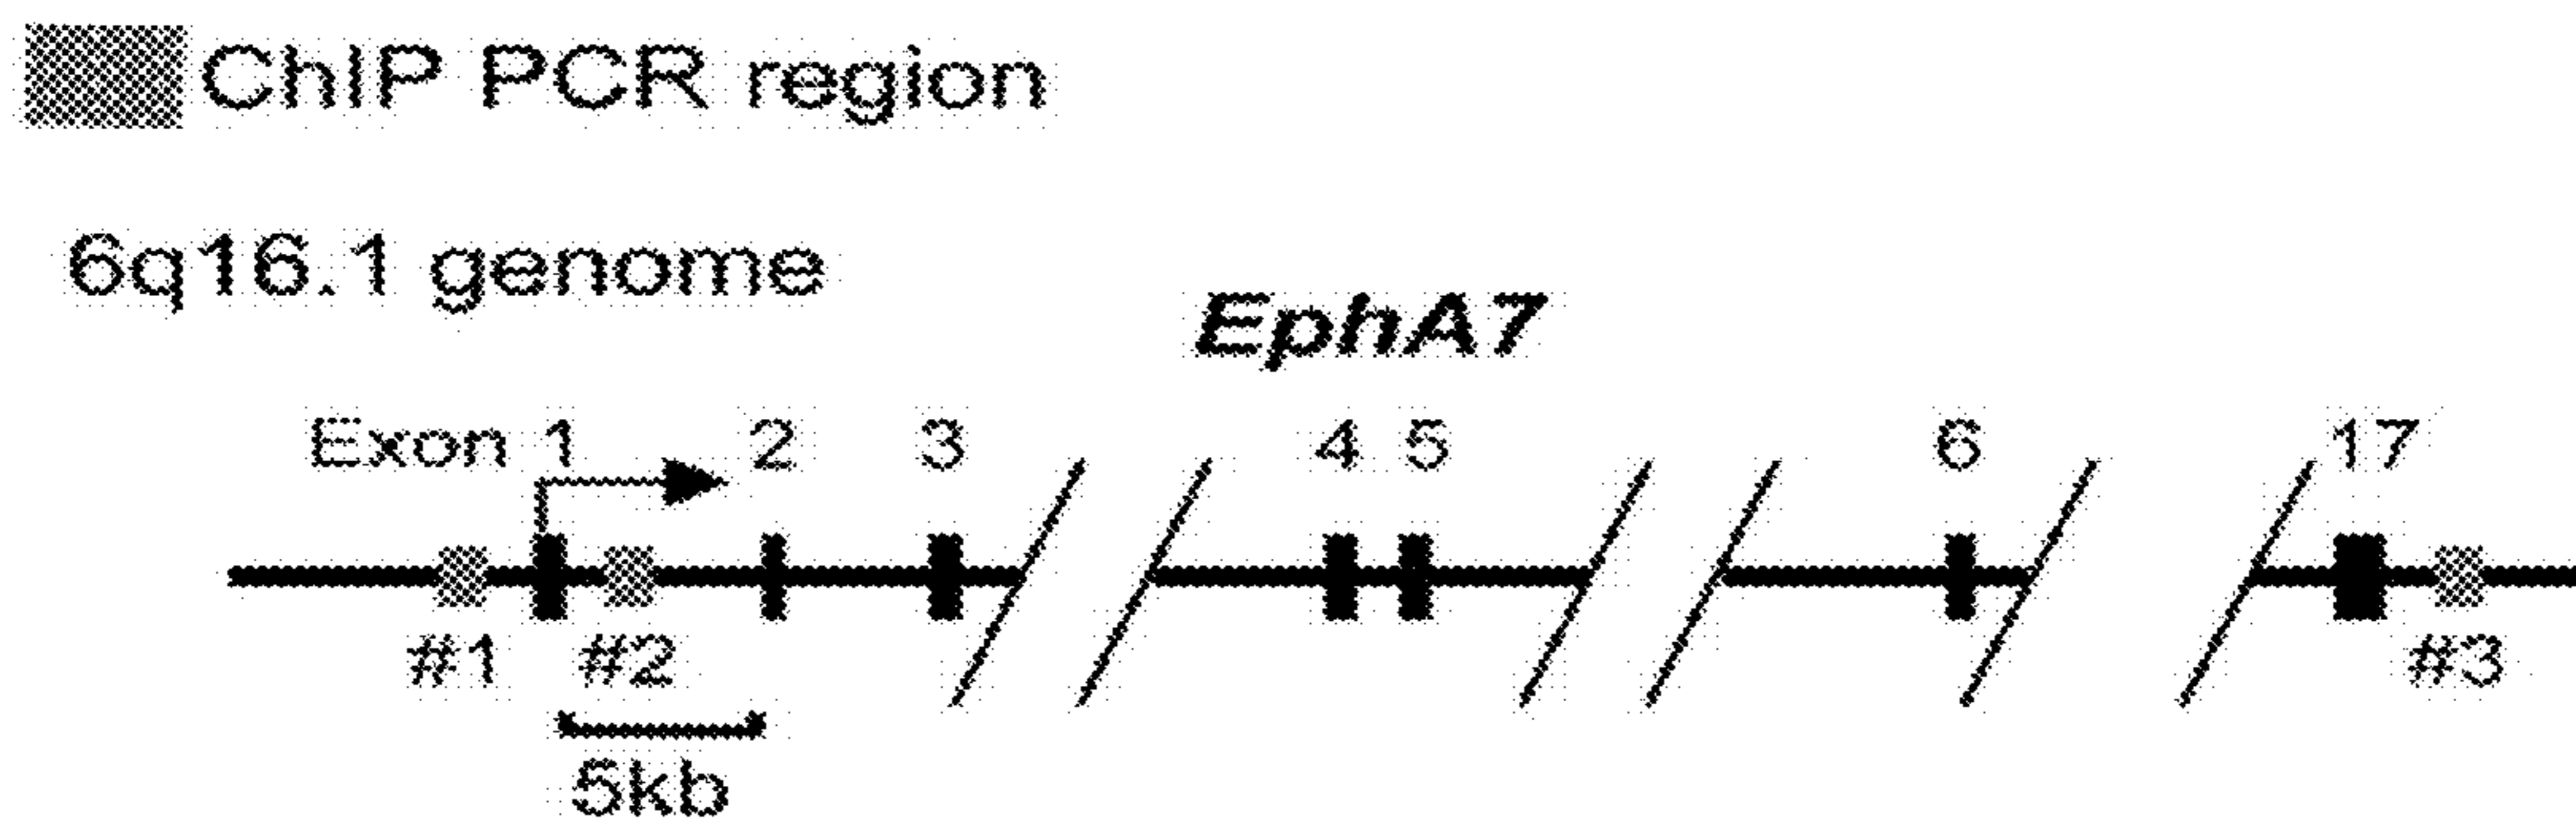 ChIP PCR region
6q16.1 genome
EphA7
Exon 1 2 3 4 5 6 17
#1 #2 #3
5kb